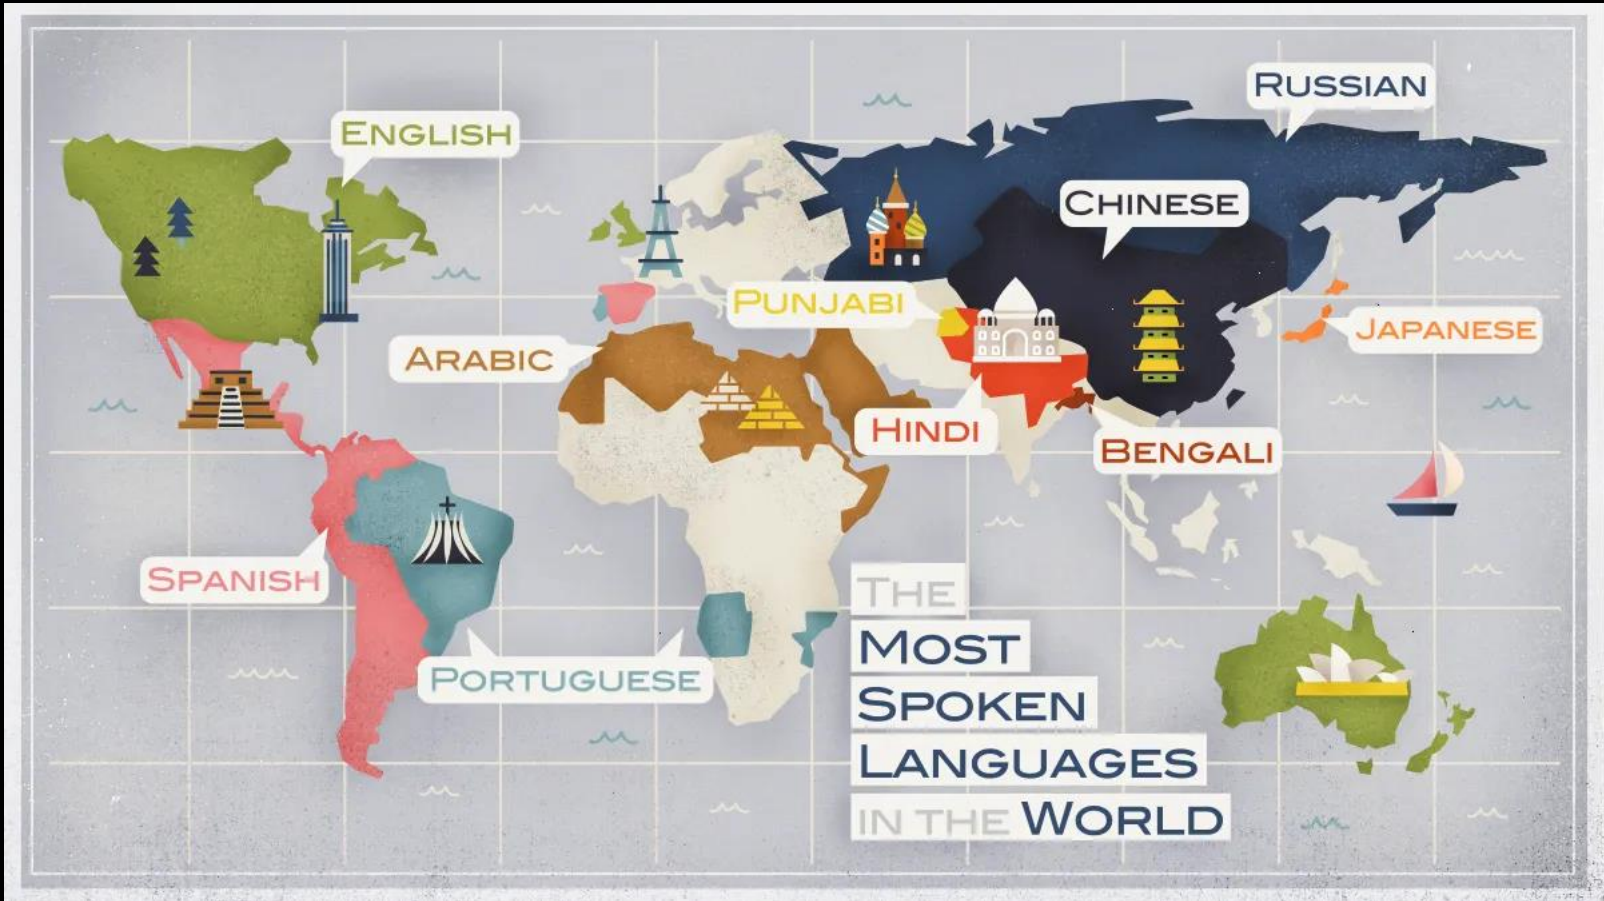 RUSSIAN
ENGLISH
CHINESE
PUNJABI
JAPANESE
ARABIC
HINDI
BENGALI
SPANISH
PORTUGUESE
THE
MOST
SPOKEN
LANGUAGES
IN THE WORLD